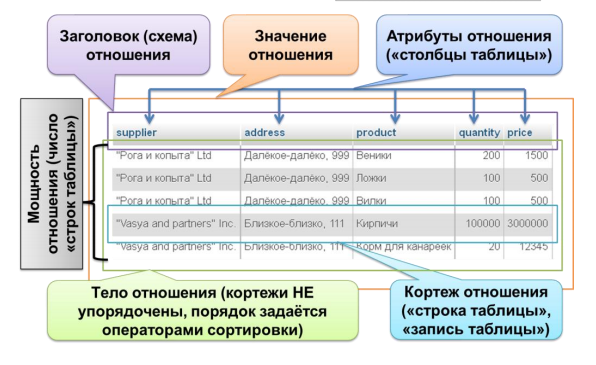 Заголовок (схема)
отношения
Значение
отношения
Атрибуты отношения
(«столбцы таблицы»)
Мощность
отношения (число
«строк таблицы»)
supplier address product quantity price
"Рога и копыта" Ltd Далёкое-далёко, 999 Веники 200 1500
"Рога и копыта" Ltd Далёкое-далёко, 999 Ложки 100 500
"Рога и копыта" Ltd Далёкое-далёко, 999 Вилки 100 500
"Vasya and partners" Inc. Близкое-близко, 111 Кирпичи 100000 3000000
"Vasya and partners" Inc. Близкое-близко, 111 Корм для канареек 20 12345
Тело отношения (кортежи НЕ
упорядочены, порядок задаётся
операторами сортировки)
Кортеж отношения
(«строка таблицы»,
«запись таблицы»)